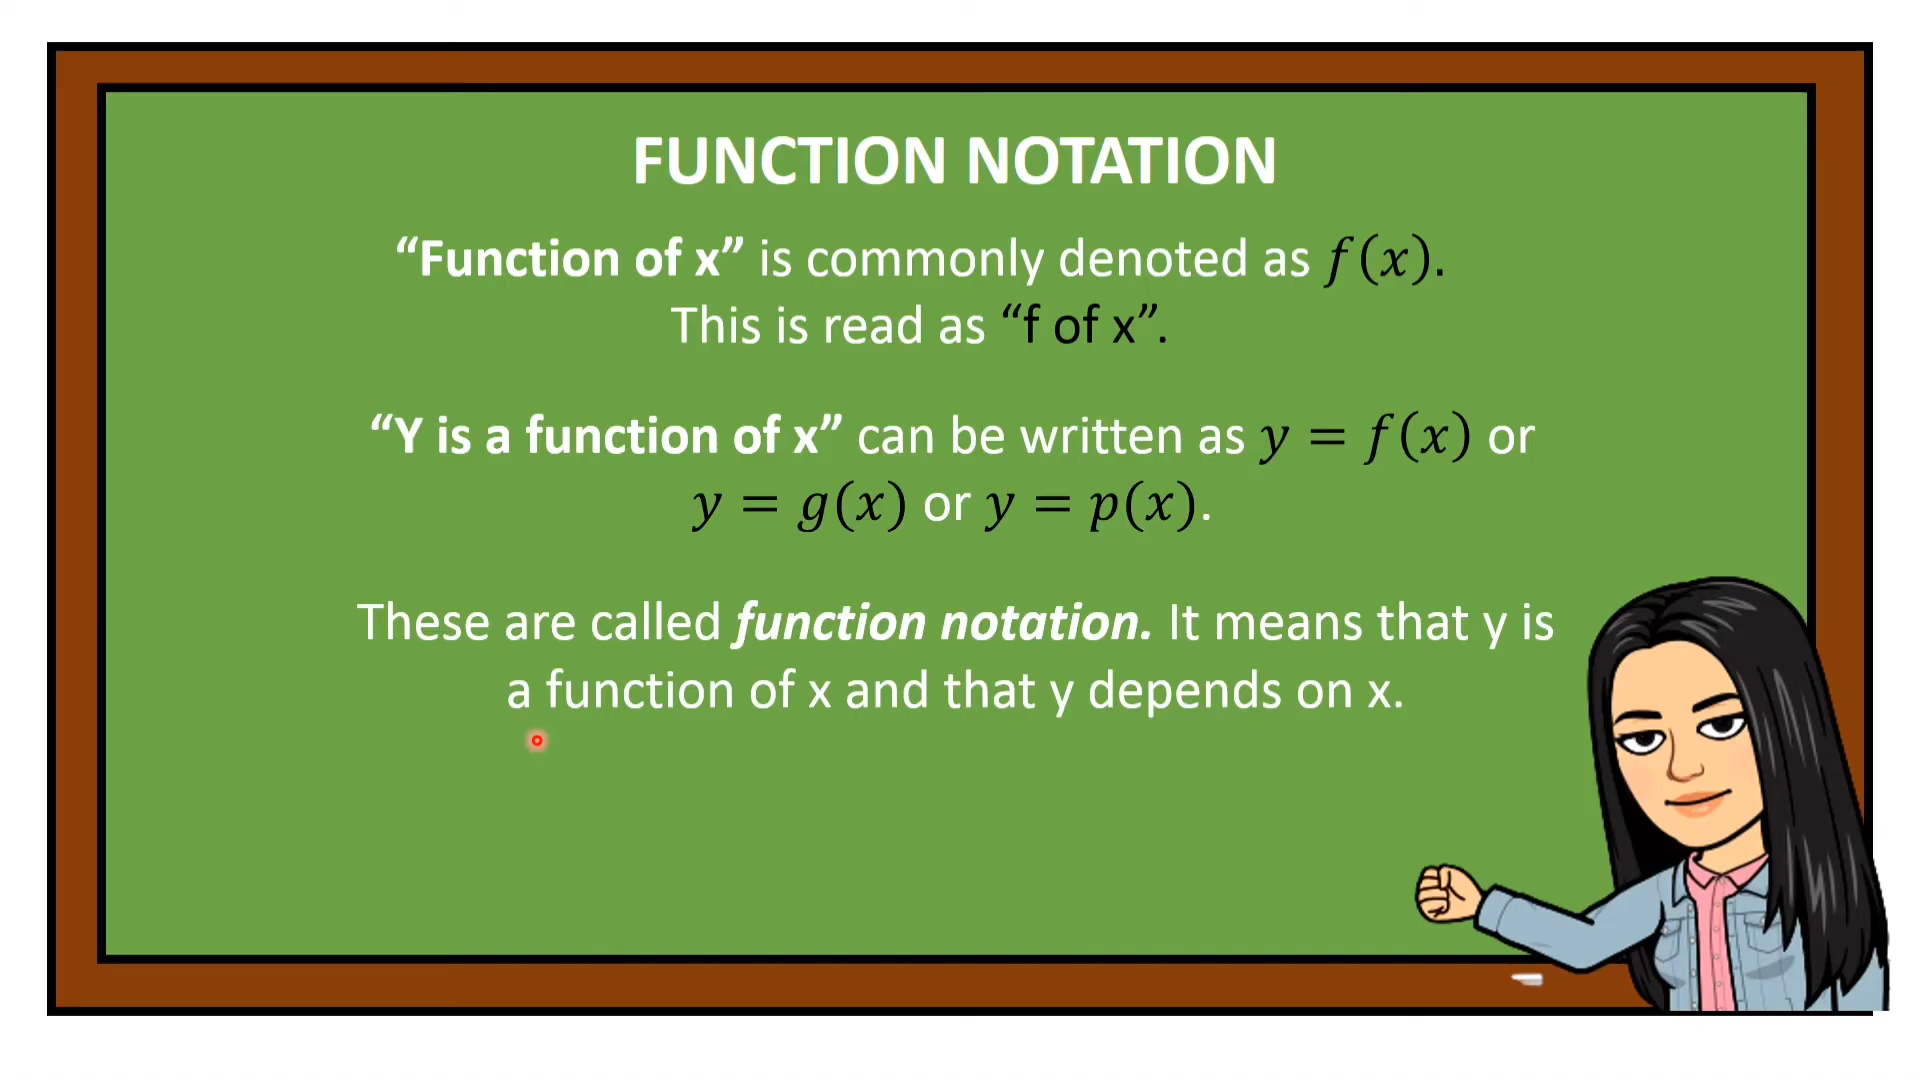 FUNCTION NOTATION
“Function of x” is commonly denoted as f(x).
This is read as “f of x”.
“Y is a function of x” can be written as y = f(x) or
y = g(x) or y = p(x).
These are called function notation. It means that y is
a function of x and that y depends on x.